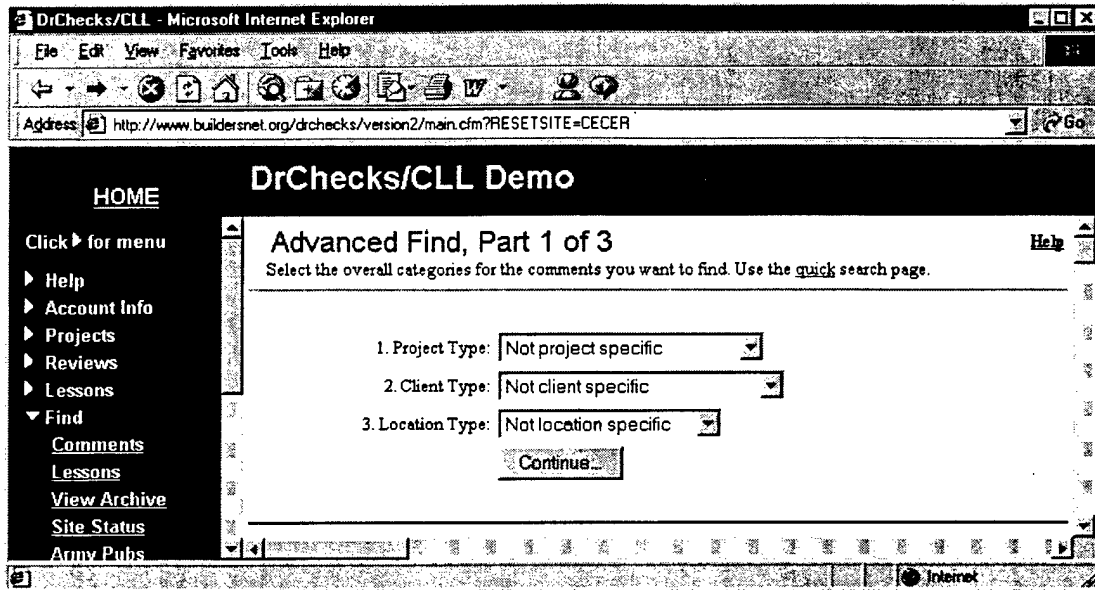 DrChecks/CLL - Microsoft Internet Explorer
File Edit View Favorites Tools Help
Address http://www.buildersnet.org/drchecks/version2/main.cfm?RESETSITE=CECER Go
HOME
DrChecks/CLL Demo
Click for menu
Help
Account Info
Projects
Reviews
Lessons
Find
Comments
Lessons
View Archive
Site Status
Army Pubs
Advanced Find, Part 1 of 3
Help
Select the overall categories for the comments you want to find. Use the quick search page.
1. Project Type: Not project specific
2. Client Type: Not client specific
3. Location Type: Not location specific
Continue...
Internet